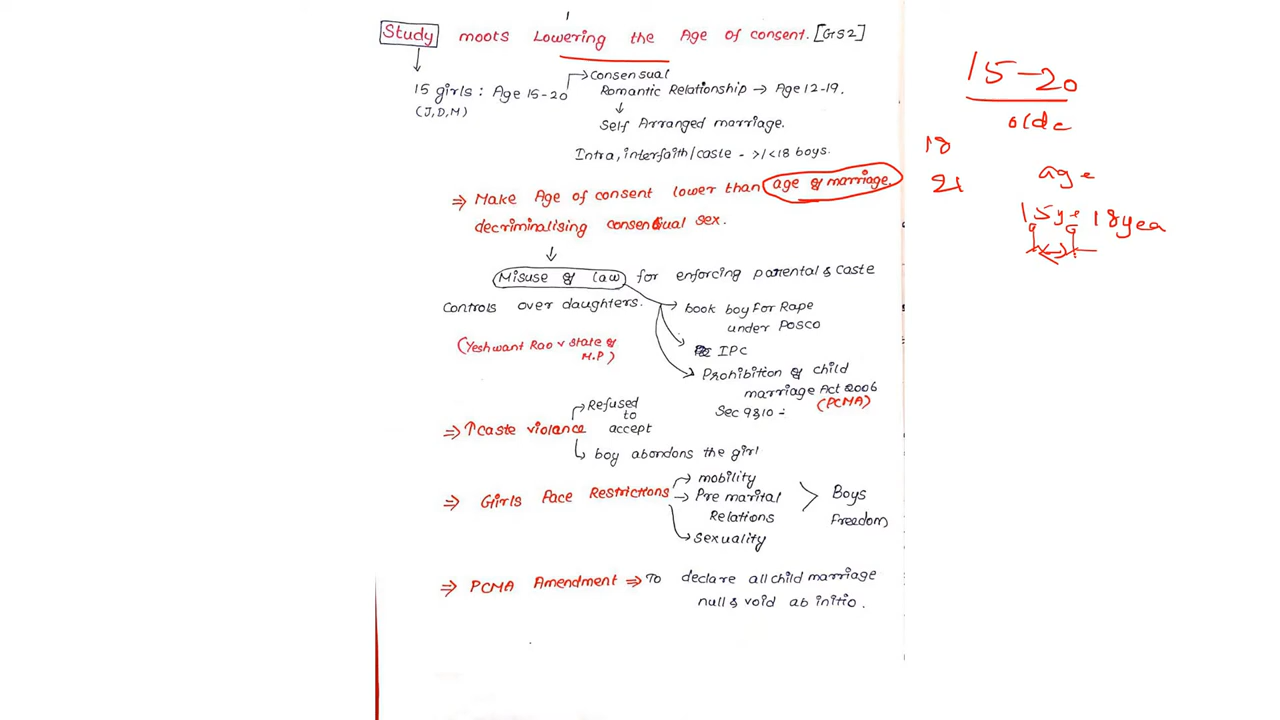 Study moots Lowering the Age of consent. [GS2]
15 girls: Age 15-20
(J,D,M)
Consensual
Romantic Relationship → Age 12-19.
↓
Self Arranged marriage.
Intra, interfaith/caste - >/<18 boys.
⇒ Make Age of consent lower than age of marriage.
decriminalising consensual sex.
↓
Misuse of law for enforcing parental & caste
controls over daughters.
book boy For Rape
under POSCO
(Yeshwant Rao v State of
M.P)
IPC
Prohibition of child
marriage Act 2006
(PCMA)
Sec 9&10 =
⇒ ↑Caste violance
Refused
to
accept
boy abondons the girl
⇒ Girls Face Restrictions
mobility
→ Pre marital
Relations
Sexuality
Boys
Freedom
⇒ PCMA Amendment ⇒ To declare all child marriage
null & void ab initio.
15-20
olde
18
21
age
15ye 18yea